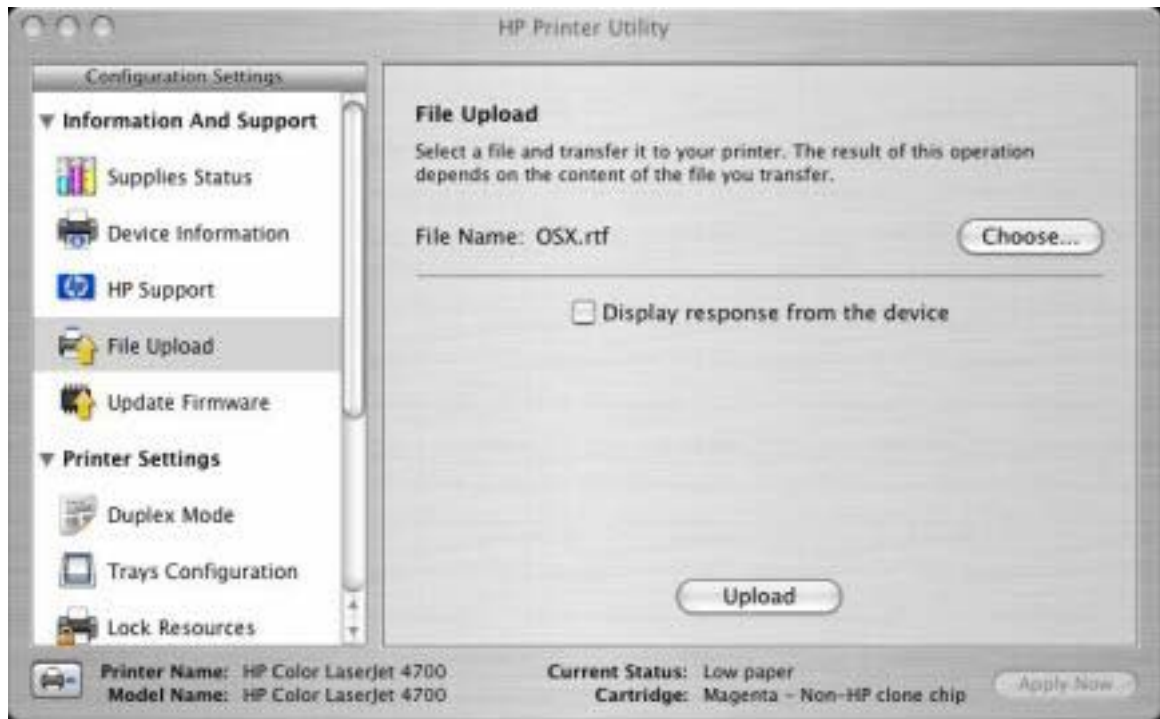 HP Printer Utility
Configuration Settings
Information And Support
Supplies Status
Device Information
HP Support
File Upload
Update Firmware
Printer Settings
Duplex Mode
Trays Configuration
Lock Resources
File Upload
Select a file and transfer it to your printer. The result of this operation
depends on the content of the file you transfer.
File Name: OSX.rtf
Choose...
Display response from the device
Upload
Printer Name: HP Color LaserJet 4700
Model Name: HP Color LaserJet 4700
Current Status: Low paper
Cartridge: Magenta - Non-HP clone chip
Apply Now